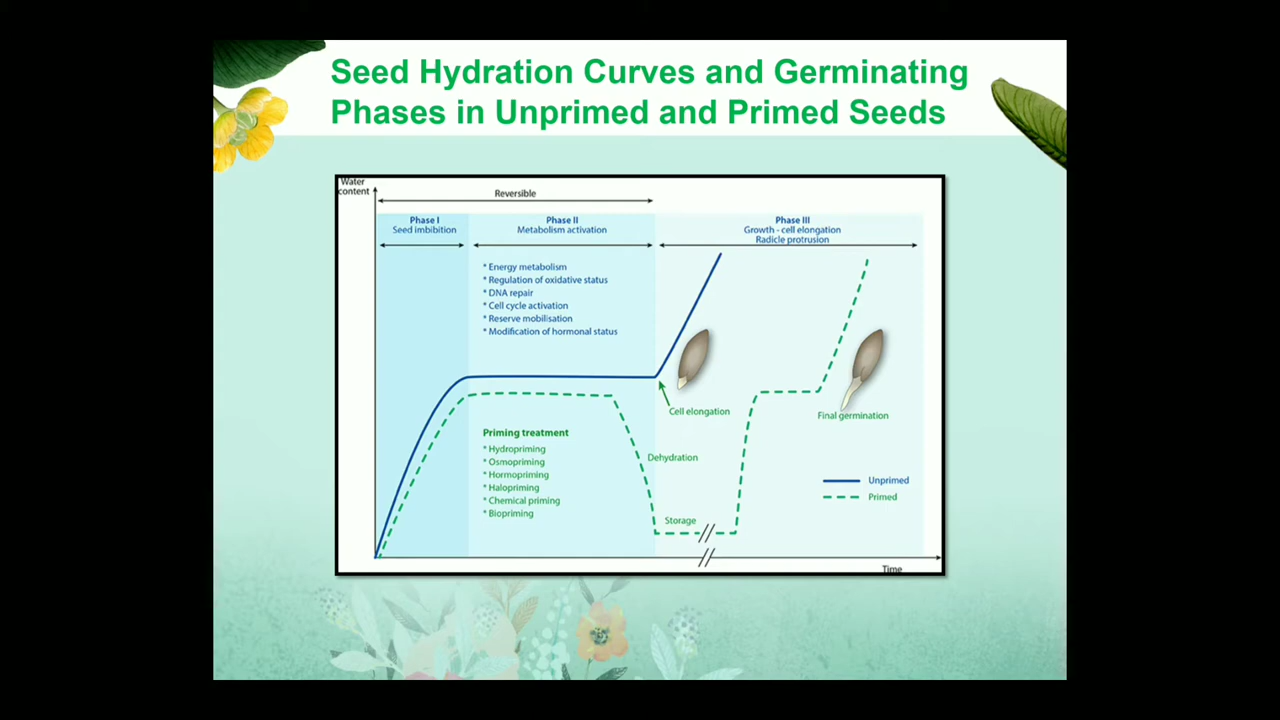 Seed Hydration Curves and Germinating
Phases in Unprimed and Primed Seeds
Water
content
Reversible
Phase I
Seed imbibition
Phase II
Metabolism activation
Phase III
Growth - cell elongation
Radicle protrusion
* Energy metabolism
* Regulation of oxidative status
* DNA repair
* Cell cycle activation
* Reserve mobilisation
* Modification of hormonal status
Cell elongation
Final germination
Priming treatment
* Hydropriming
* Osmopriming
* Hormopriming
* Halopriming
* Chemical priming
* Biopriming
Dehydration
Storage
Unprimed
Primed
Time